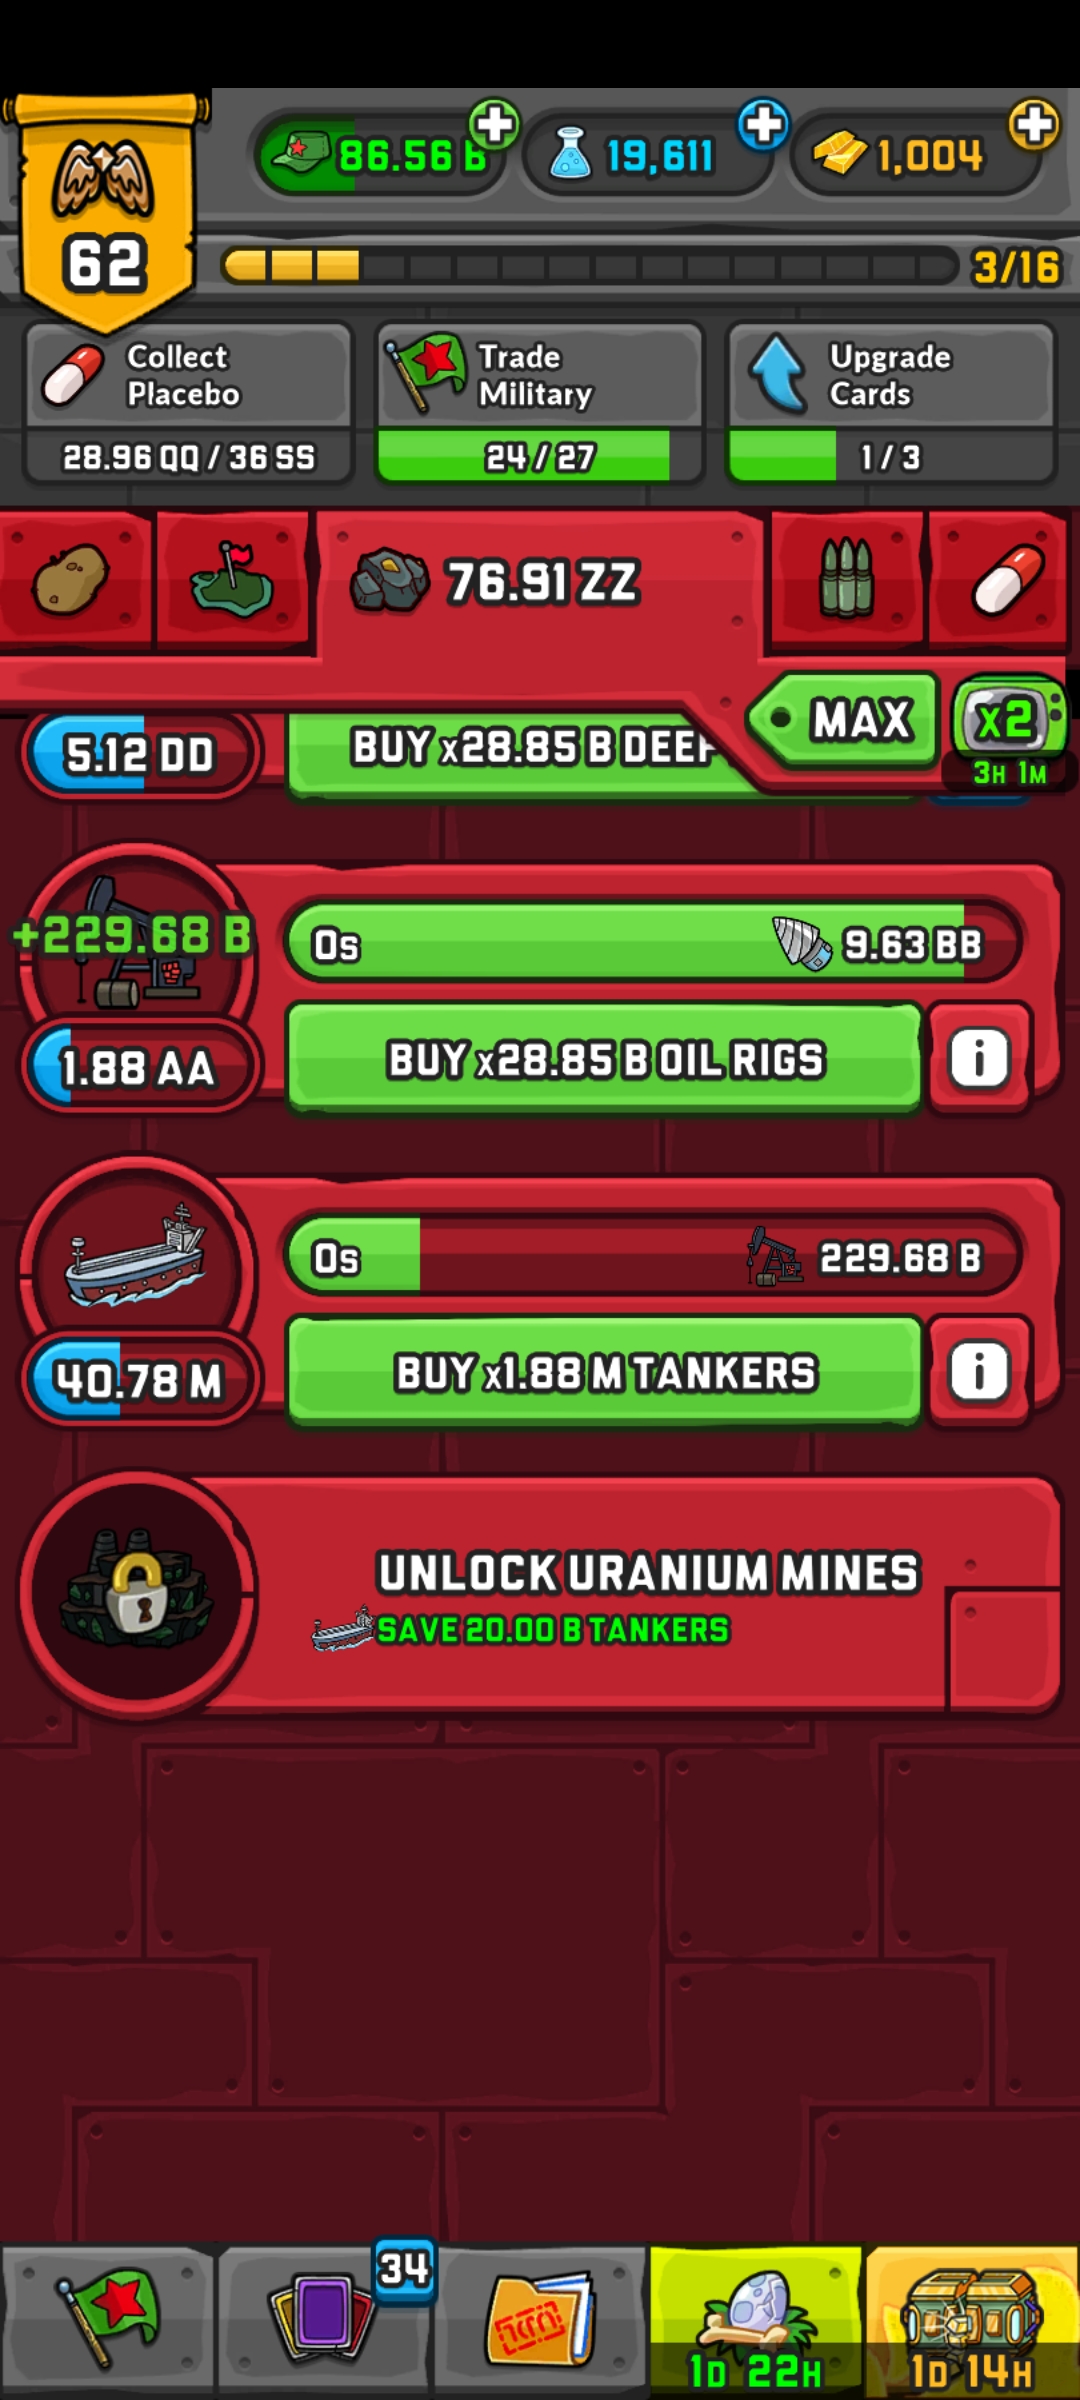 62
86.56 B
19,611
1,004
3/16
Collect
Placebo
28.96 QQ / 36 SS
Trade
Military
24 / 27
Upgrade
Cards
1 / 3
76.91 ZZ
MAX
x2
3H 1M
5.12 DD
BUY x28.85 B DEEP
+229.68 B
0s
9.63 BB
1.88 AA
BUY x28.85 B OIL RIGS
i
0s
229.68 B
40.78 M
BUY x1.88 M TANKERS
i
UNLOCK URANIUM MINES
SAVE 20.00 B TANKERS
34
1D 22H
1D 14H